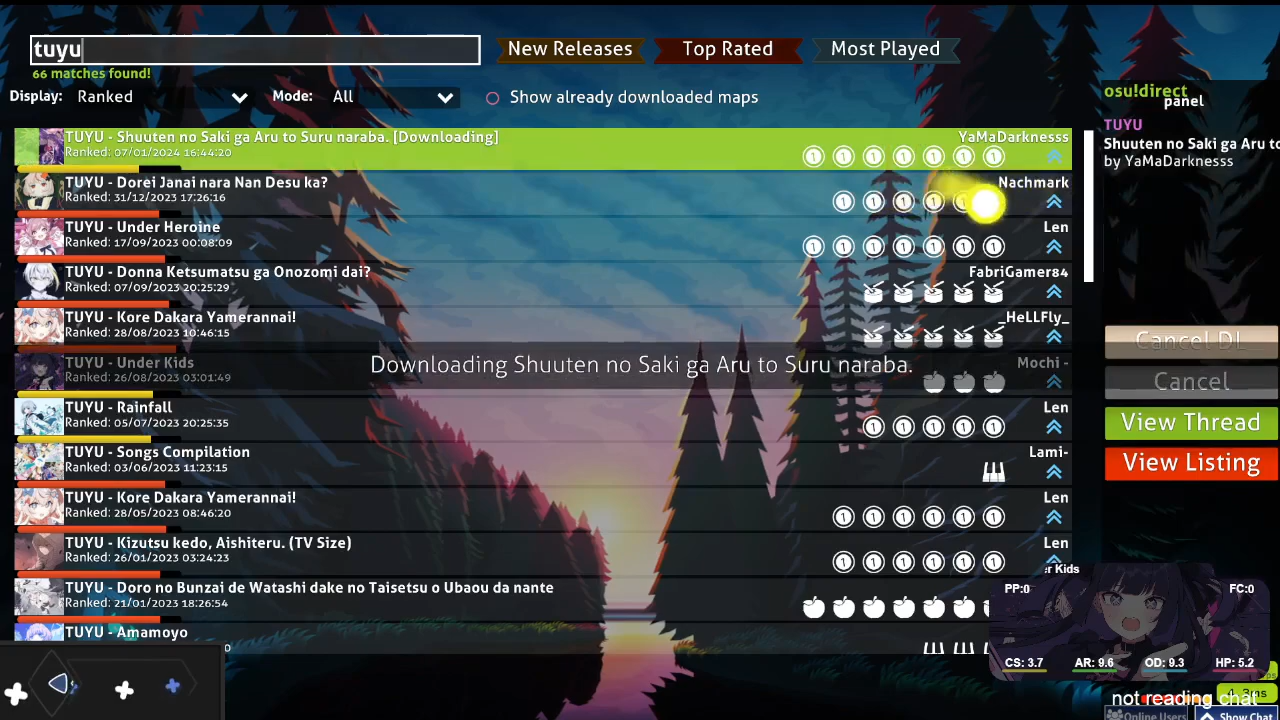 tuyu
New Releases
Top Rated
Most Played
66 matches found!
Display: Ranked
Mode: All
Show already downloaded maps
osu!direct
panel
TUYU
Shuuten no Saki ga Aru to
by YaMaDarknesss
TUYU - Shuuten no Saki ga Aru to Suru naraba. [Downloading]
YaMaDarknesss
Ranked: 07/01/2024 16:44:20
TUYU - Dorei Janai nara Nan Desu ka?
Nachmark
Ranked: 31/12/2023 17:26:16
TUYU - Under Heroine
Len
Ranked: 17/09/2023 00:08:09
TUYU - Donna Ketsumatsu ga Onozomi dai?
FabriGamer84
Ranked: 07/09/2023 20:25:29
TUYU - Kore Dakara Yamerannai!
_HeLLFly_
Ranked: 28/08/2023 10:46:15
TUYU - Under Kids
Mochi -
Ranked: 26/08/2023 03:01:49
Downloading Shuuten no Saki ga Aru to Suru naraba.
TUYU - Rainfall
Len
Ranked: 05/07/2023 20:25:35
TUYU - Songs Compilation
Lami-
Ranked: 03/06/2023 11:23:15
TUYU - Kore Dakara Yamerannai!
Len
Ranked: 28/05/2023 08:46:20
TUYU - Kizutsu kedo, Aishiteru. (TV Size)
Len
Ranked: 26/01/2023 03:24:23
TUYU - Doro no Bunzai de Watashi dake no Taisetsu o Ubaou da nante
Ranked: 21/01/2023 18:26:54
TUYU - Amamoyo
Cancel DL
Cancel
View Thread
View Listing
r Kids
PP:0
FC:0
CS: 3.7
AR: 9.6
OD: 9.3
HP: 5.2
not reading chat
Online Users
Show Chat